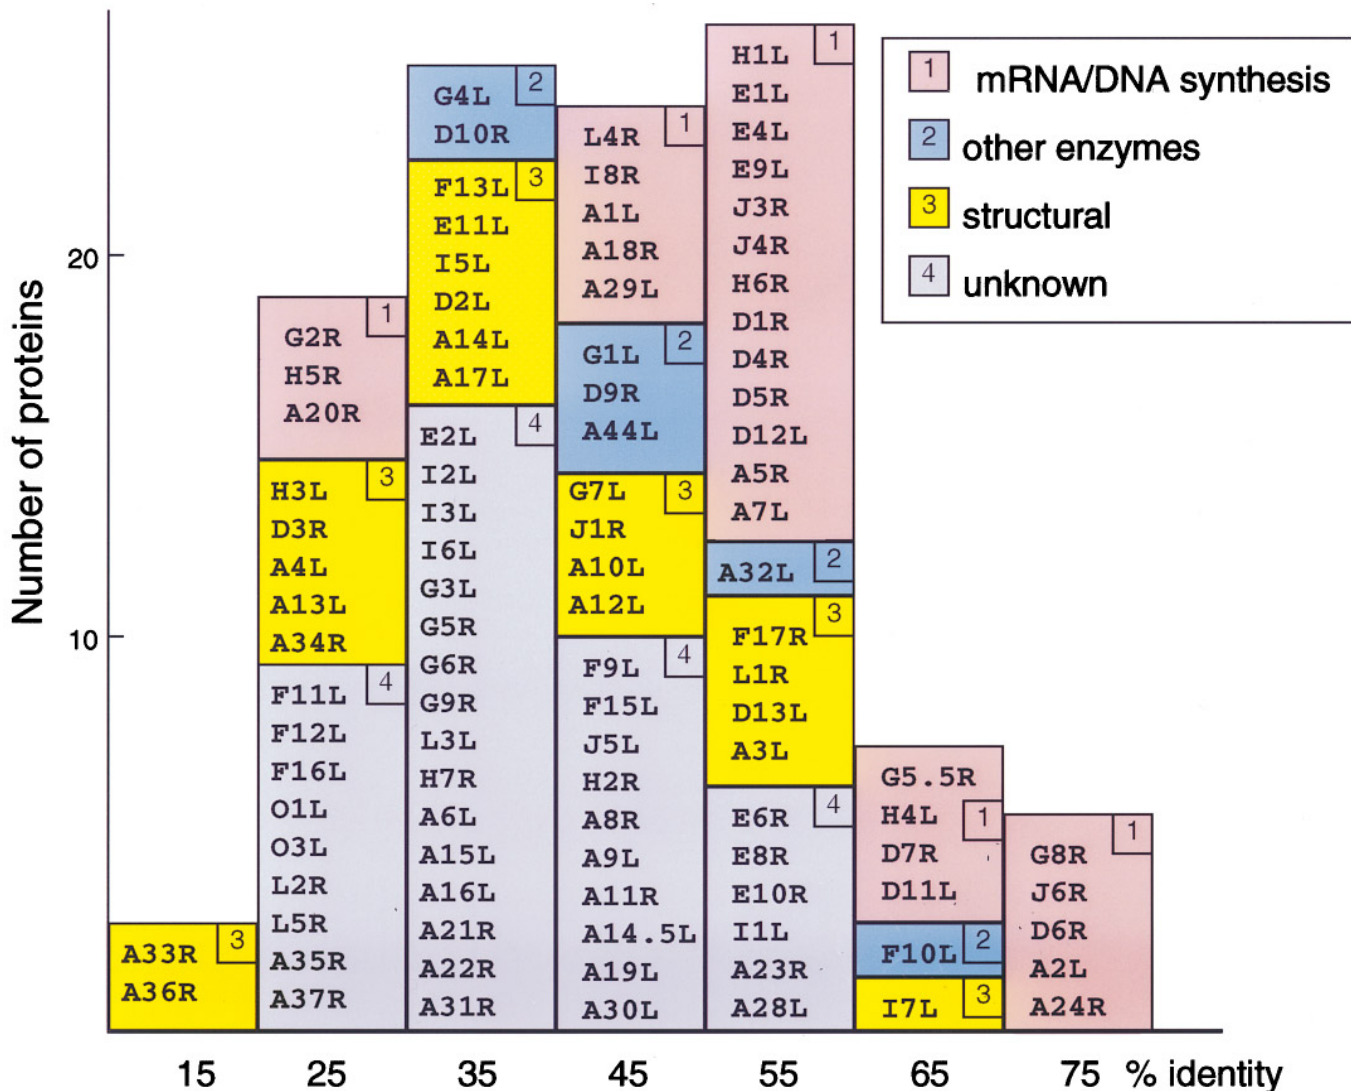 Number of proteins
20
10
A33R
A36R
3
G2R
H5R
A20R
1
H3L
D3R
A4L
A13L
A34R
3
F11L
F12L
F16L
O1L
O3L
L2R
L5R
A35R
A37R
4
G4L
D10R
2
F13L
E11L
I5L
D2L
A14L
A17L
3
E2L
I2L
I3L
I6L
G3L
G5R
G6R
G9R
L3L
H7R
A6L
A15L
A16L
A21R
A22R
A31R
4
L4R
I8R
A1L
A18R
A29L
1
G1L
D9R
A44L
2
G7L
J1R
A10L
A12L
3
F9L
F15L
J5L
H2R
A8R
A9L
A11R
A14.5L
A19L
A30L
4
H1L
E1L
E4L
E9L
J3R
J4R
H6R
D1R
D4R
D5R
D12L
A5R
A7L
1
A32L
2
F17R
L1R
D13L
A3L
3
E6R
E8R
E10R
I1L
A23R
A28L
4
G5.5R
H4L
D7R
D11L
1
F10L
2
I7L
3
G8R
J6R
D6R
A2L
A24R
1
1 mRNA/DNA synthesis
2 other enzymes
3 structural
4 unknown
15 25 35 45 55 65 75 % identity